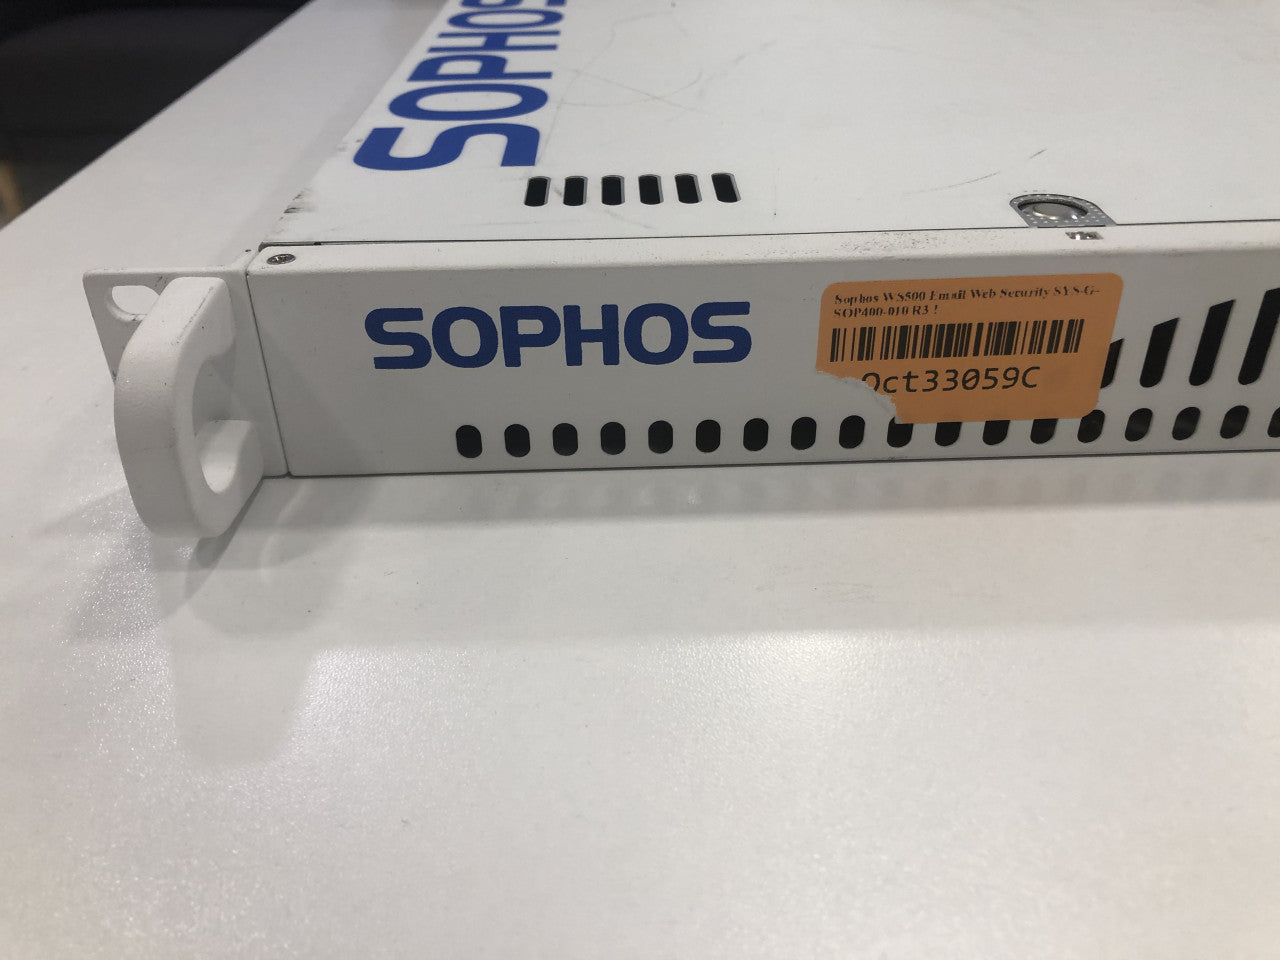 SOPHOS
SOPHOS
Sophos WS500 Email Web Security SYS-G-
SOP400-010 R3 !
Oct33059C